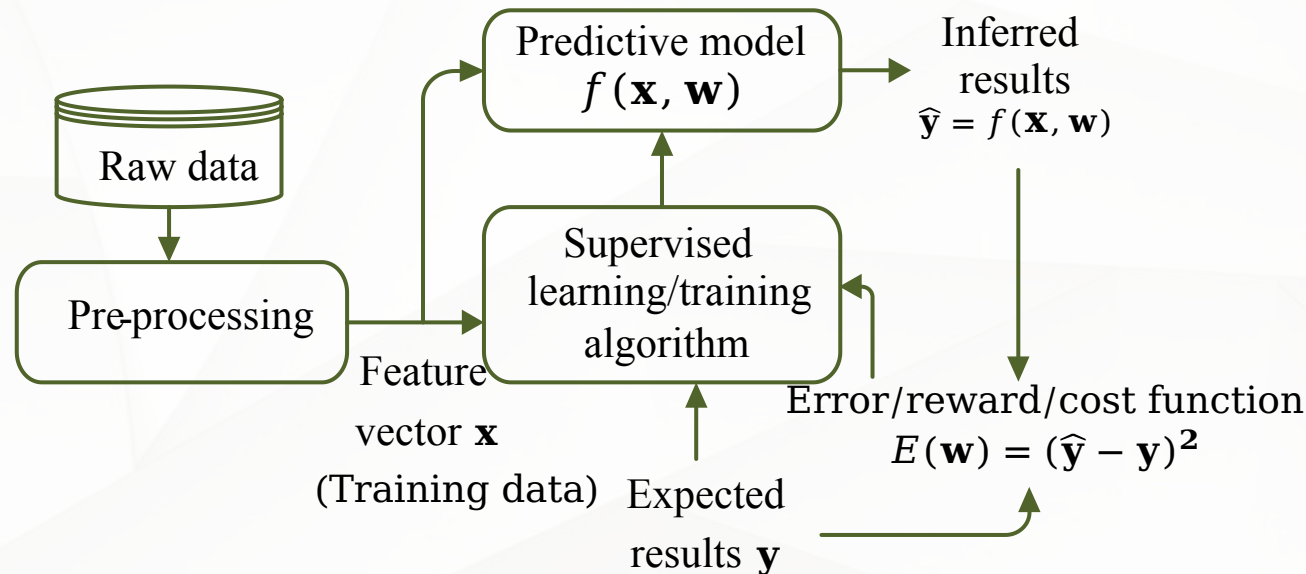 Predictive model
f(𝐱, 𝐰)
Inferred
results
ŷ = f(𝐱, 𝐰)
Raw data
Supervised
learning/training
algorithm
Pre-processing
Feature
vector 𝐱
(Training data)
Error/reward/cost function
E(𝐰) = (ŷ − 𝐲)²
Expected
results 𝐲